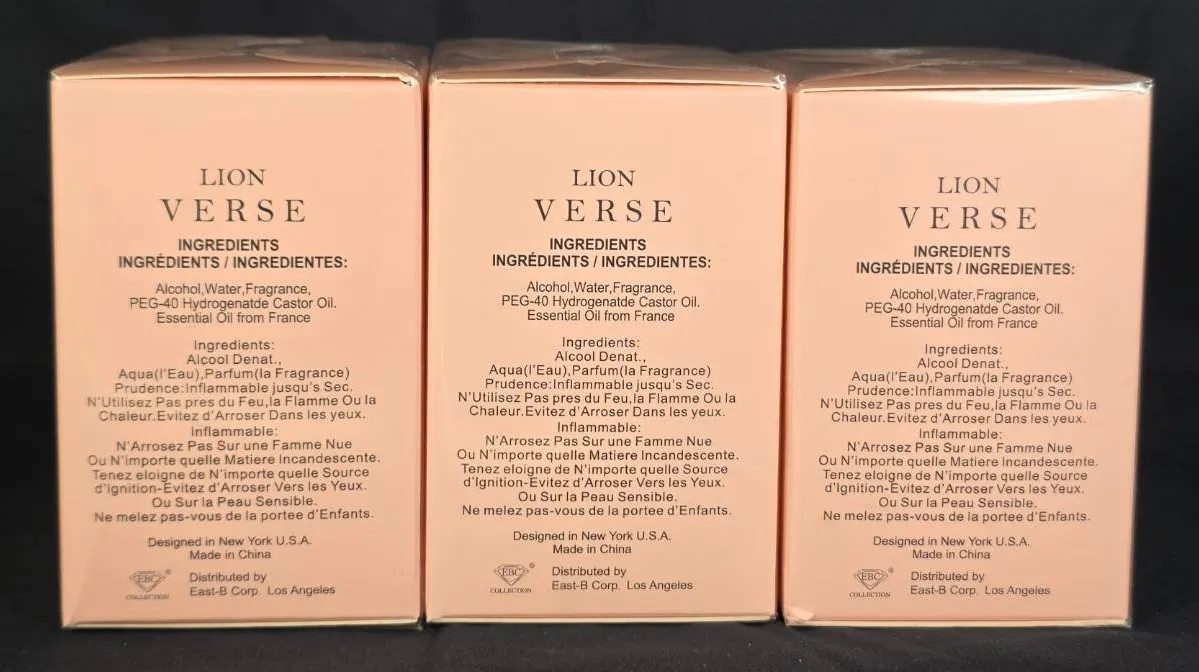 LION
VERSE
INGREDIENTS
INGRÉDIENTS / INGREDIENTES:
Alcohol,Water,Fragrance,
PEG-40 Hydrogenatde Castor Oil.
Essential Oil from France
Ingredients:
Alcool Denat.,
Aqua(l'Eau),Parfum(la Fragrance)
Prudence:Inflammable jusqu's Sec.
N'Utilisez Pas pres du Feu,la Flamme Ou la
Chaleur.Evitez d'Arroser Dans les yeux.
Inflammable:
N'Arrosez Pas Sur une Famme Nue
Ou N'importe quelle Matiere Incandescente.
Tenez eloigne de N'importe quelle Source
d'Ignition-Evitez d'Arroser Vers les Yeux.
Ou Sur la Peau Sensible.
Ne melez pas-vous de la portee d'Enfants.
Designed in New York U.S.A.
Made in China
EBC®
COLLECTION
Distributed by
East-B Corp. Los Angeles
LION
VERSE
INGREDIENTS
INGRÉDIENTS / INGREDIENTES:
Alcohol,Water,Fragrance,
PEG-40 Hydrogenatde Castor Oil.
Essential Oil from France
Ingredients:
Alcool Denat.,
Aqua(l'Eau),Parfum(la Fragrance)
Prudence:Inflammable jusqu's Sec.
N'Utilisez Pas pres du Feu,la Flamme Ou la
Chaleur.Evitez d'Arroser Dans les yeux.
Inflammable:
N'Arrosez Pas Sur une Famme Nue
Ou N'importe quelle Matiere Incandescente.
Tenez eloigne de N'importe quelle Source
d'Ignition-Evitez d'Arroser Vers les Yeux.
Ou Sur la Peau Sensible.
Ne melez pas-vous de la portee d'Enfants.
Designed in New York U.S.A.
Made in China
EBC®
COLLECTION
Distributed by
East-B Corp. Los Angeles
LION
VERSE
INGREDIENTS
INGRÉDIENTS / INGREDIENTES:
Alcohol,Water,Fragrance,
PEG-40 Hydrogenatde Castor Oil.
Essential Oil from France
Ingredients:
Alcool Denat.,
Aqua(l'Eau),Parfum(la Fragrance)
Prudence:Inflammable jusqu's Sec.
N'Utilisez Pas pres du Feu,la Flamme Ou la
Chaleur.Evitez d'Arroser Dans les yeux.
Inflammable:
N'Arrosez Pas Sur une Famme Nue
Ou N'importe quelle Matiere Incandescente.
Tenez eloigne de N'importe quelle Source
d'Ignition-Evitez d'Arroser Vers les Yeux.
Ou Sur la Peau Sensible.
Ne melez pas-vous de la portee d'Enfants.
Designed in New York U.S.A.
Made in China
EBC®
COLLECTION
Distributed by
East-B Corp. Los Angeles